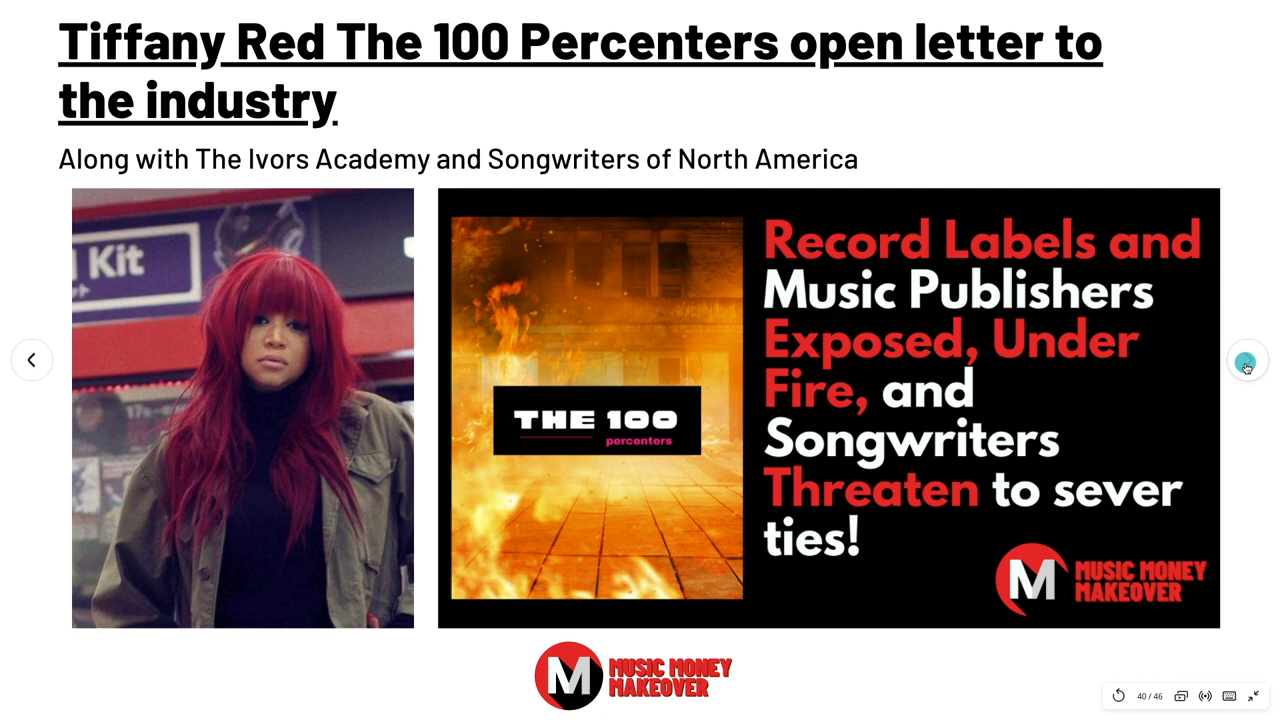 Tiffany Red The 100 Percenters open letter to
the industry
Along with The Ivors Academy and Songwriters of North America
Kit
THE 100
percenters
Record Labels and
Music Publishers
Exposed, Under
Fire, and
Songwriters
Threaten to sever
ties!
M MUSIC MONEY
MAKEOVER
M MUSIC MONEY
MAKEOVER
40 / 46